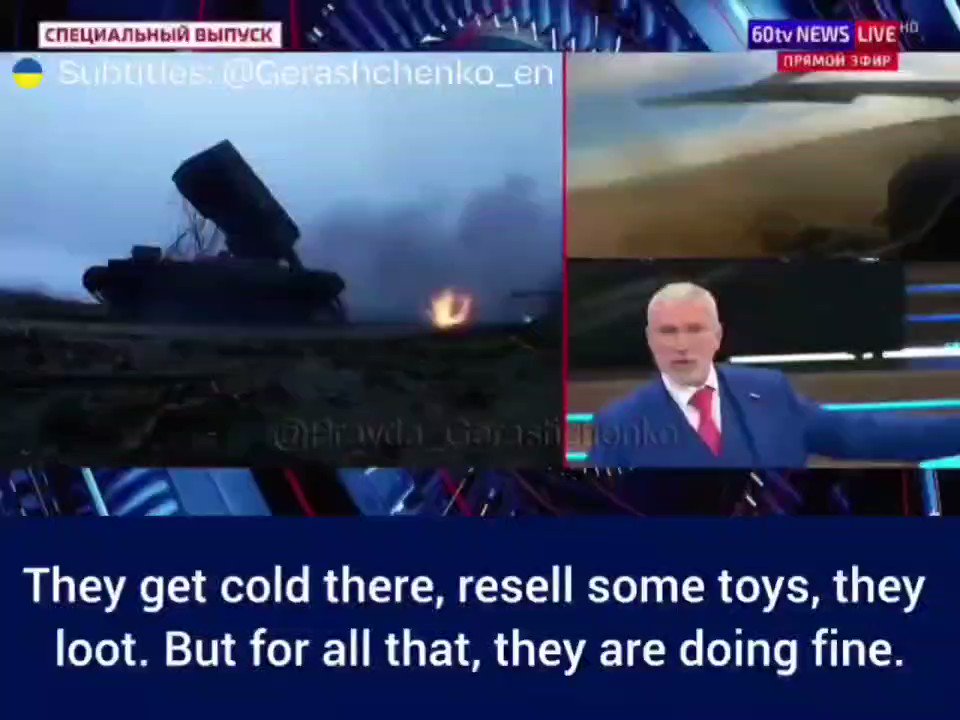 СПЕЦИАЛЬНЫЙ ВЫПУСК
60tv NEWS LIVE HD
ПРЯМОЙ ЭФИР
Subtitles: @Gerashchenko_en
@Pravda_Gerashchenko
They get cold there, resell some toys, they
loot. But for all that, they are doing fine.